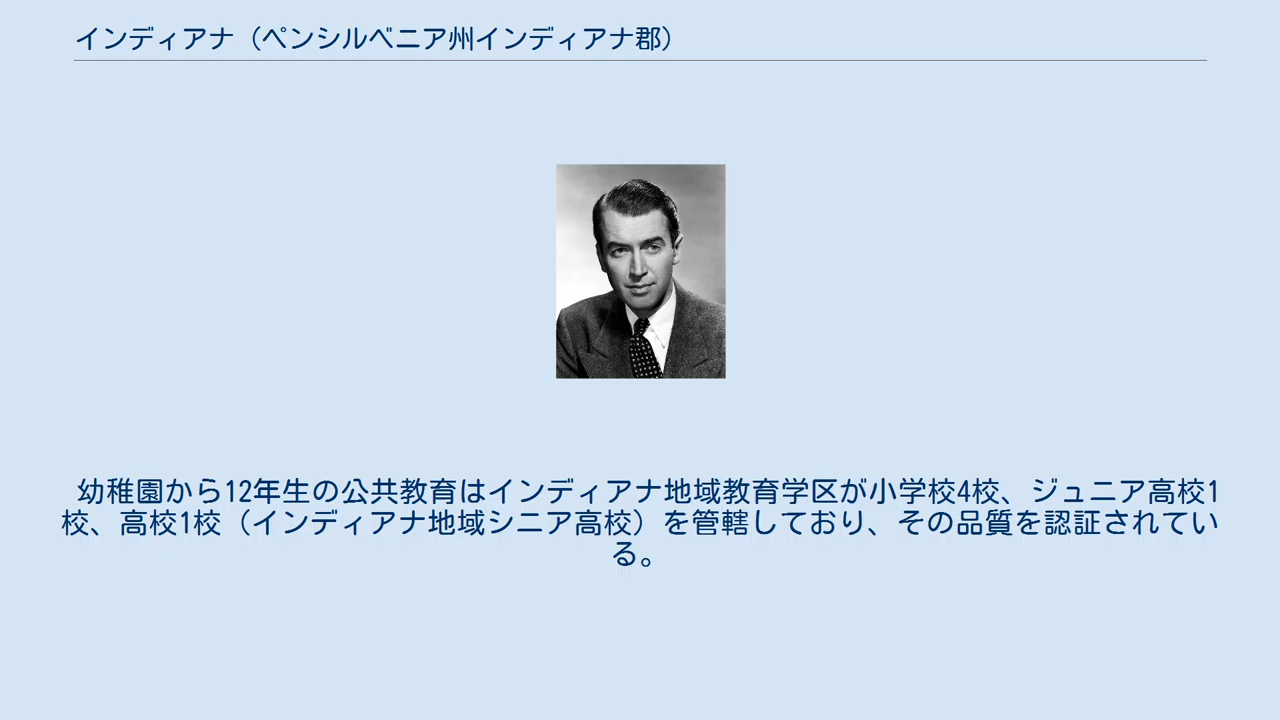 インディアナ（ペンシルベニア州インディアナ郡）
幼稚園から12年生の公共教育はインディアナ地域教育学区が小学校4校、ジュニア高校1
校、高校1校（インディアナ地域シニア高校）を管轄しており、その品質を認証されてい
る。